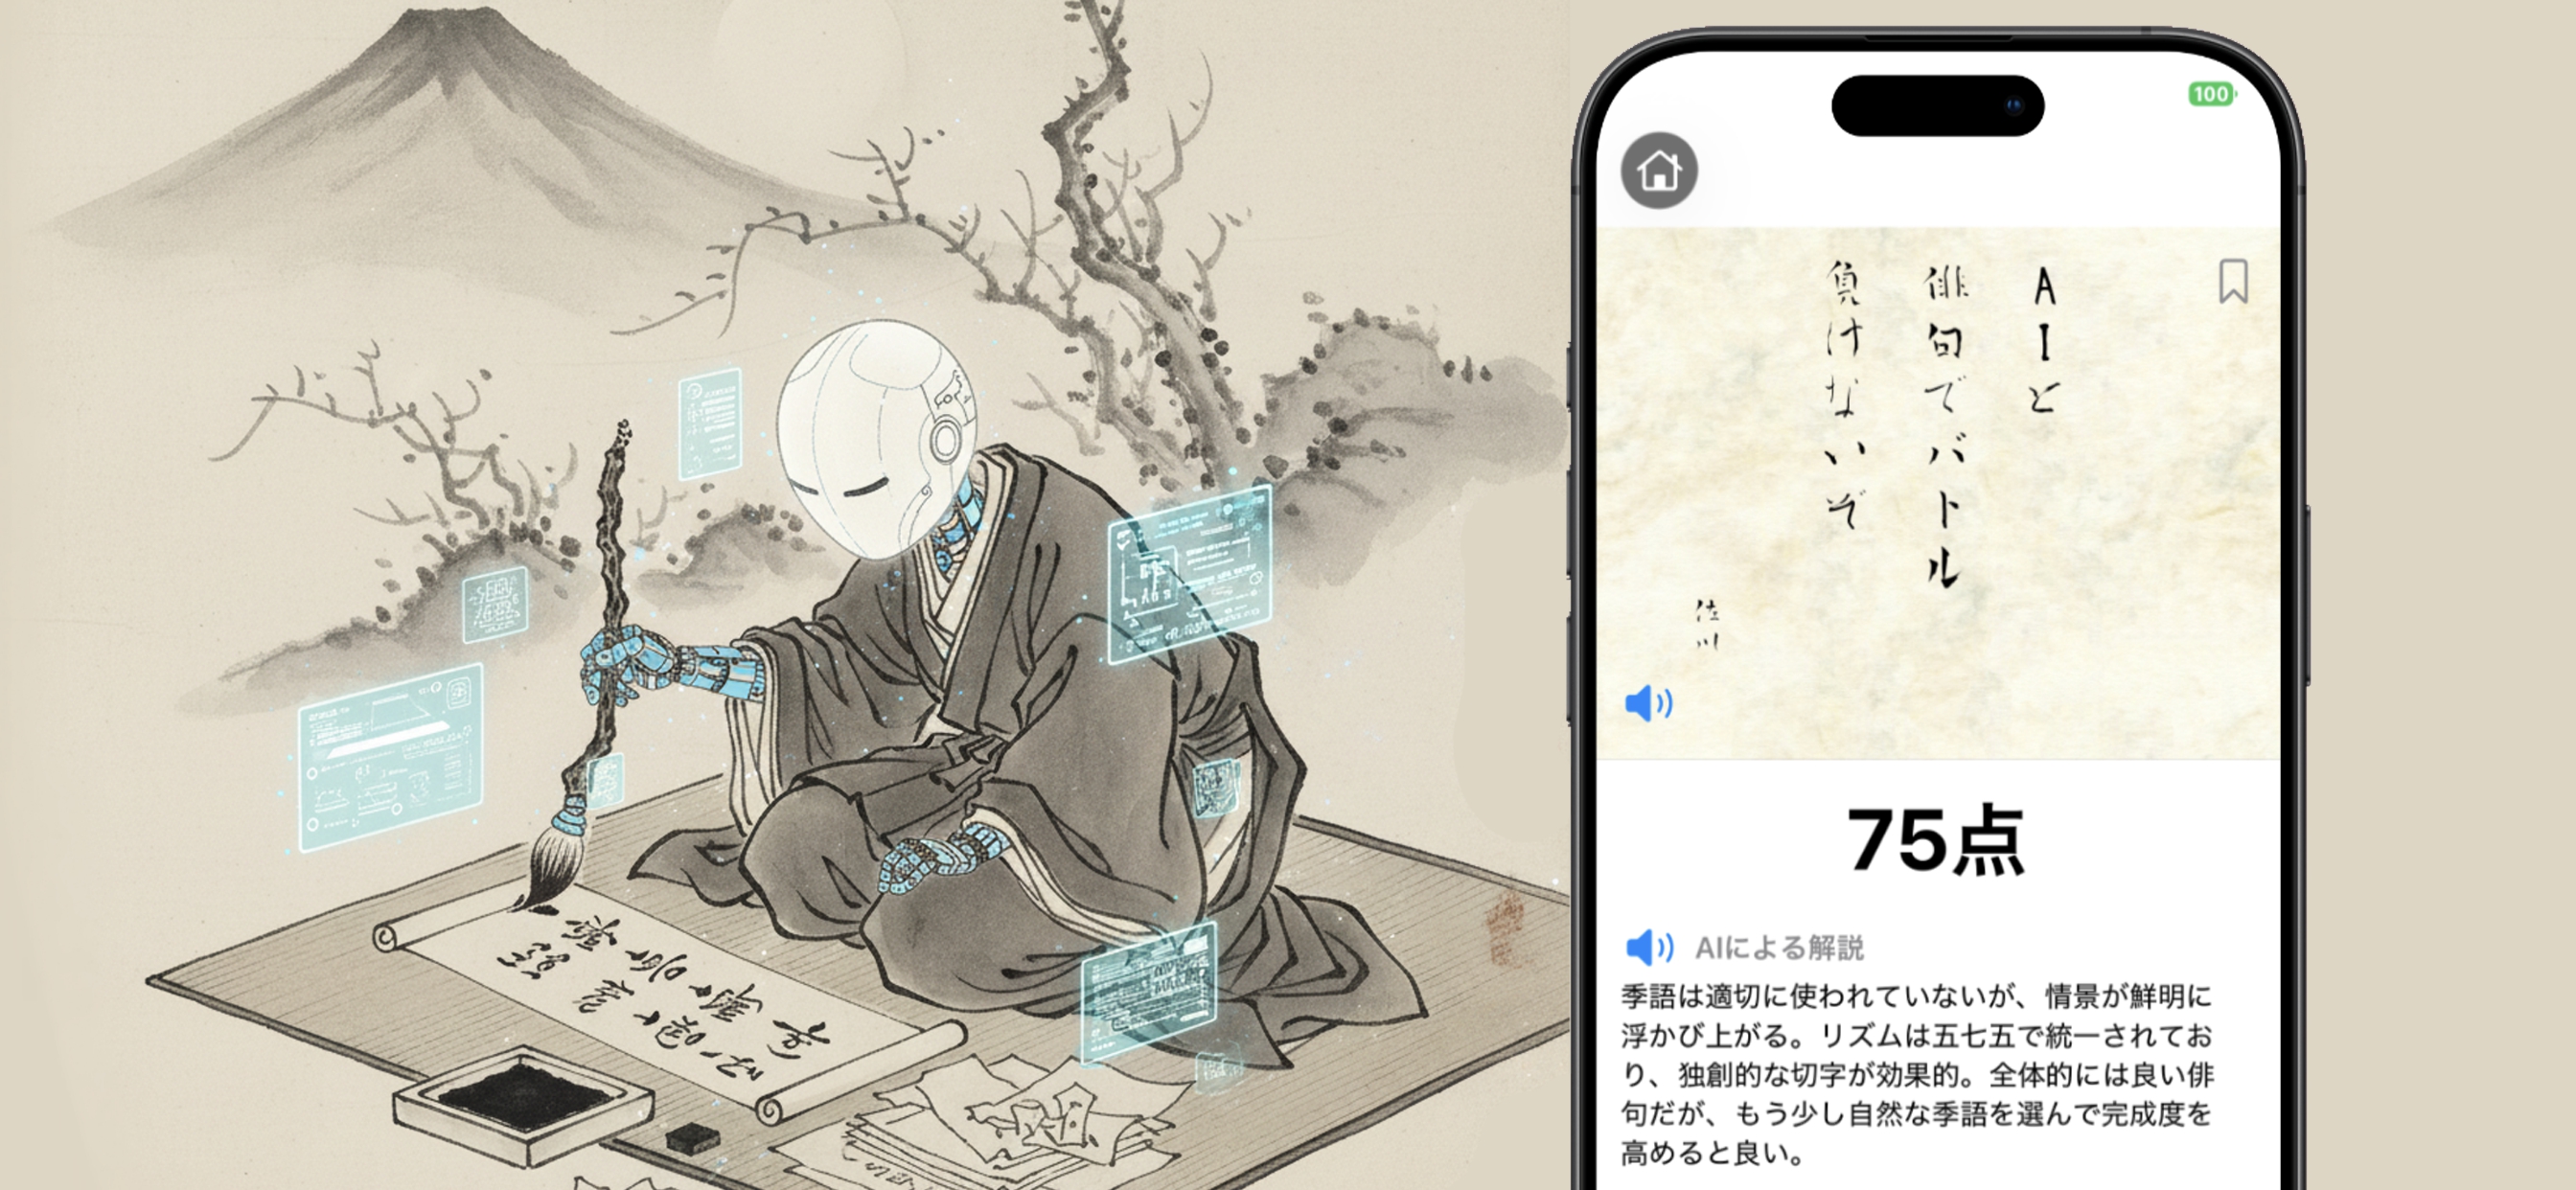 100
AIと
俳句でバトル
負けないぞ
佐川
75点
AIによる解説
季語は適切に使われていないが、情景が鮮明に
浮かび上がる。リズムは五七五で統一されてお
り、独創的な切字が効果的。全体的には良い俳
句だが、もう少し自然な季語を選んで完成度を
高めると良い。